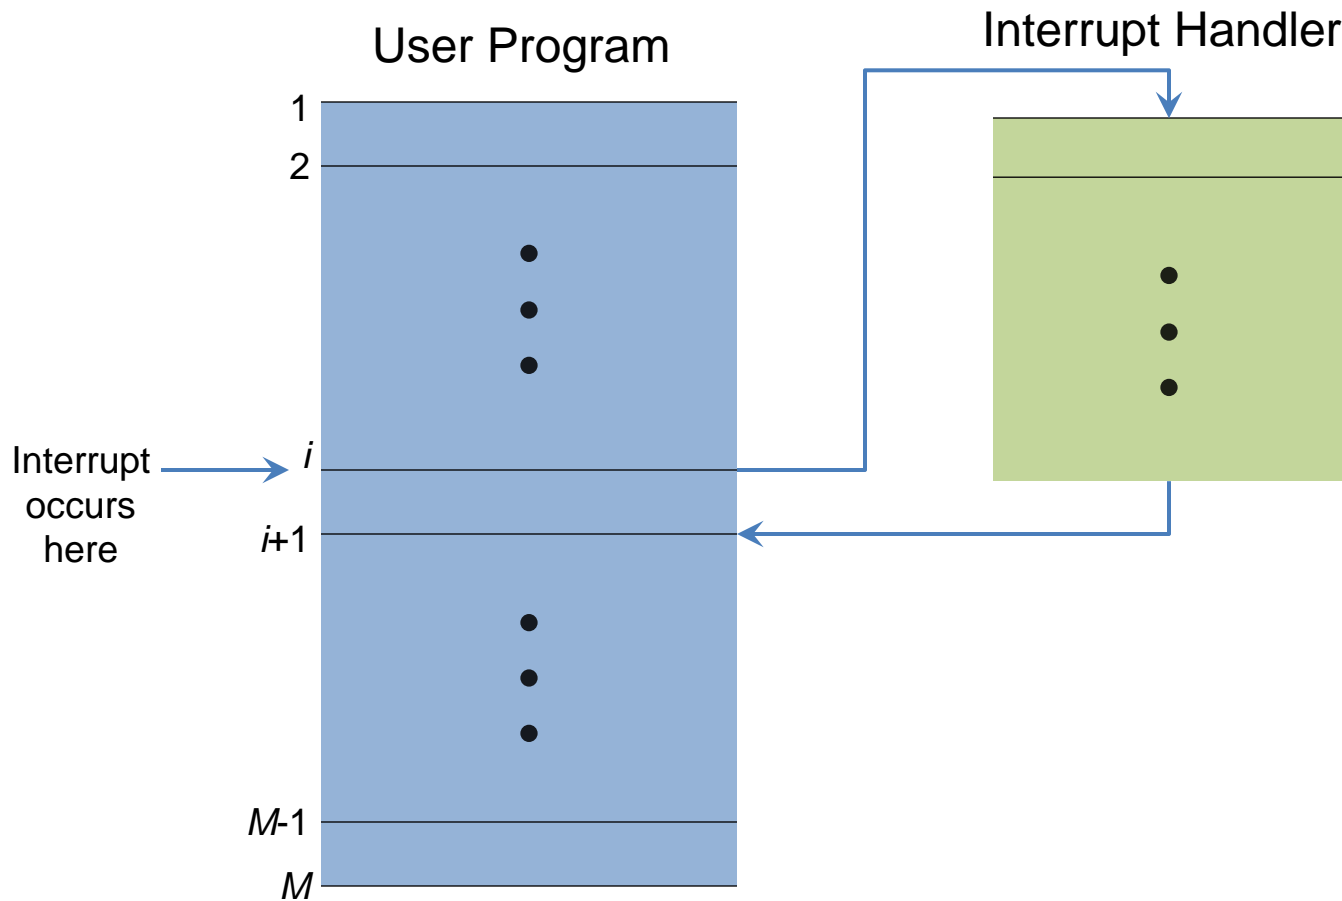 User Program
Interrupt Handler
1
2
i
Interrupt
occurs
here
i+1
M-1
M